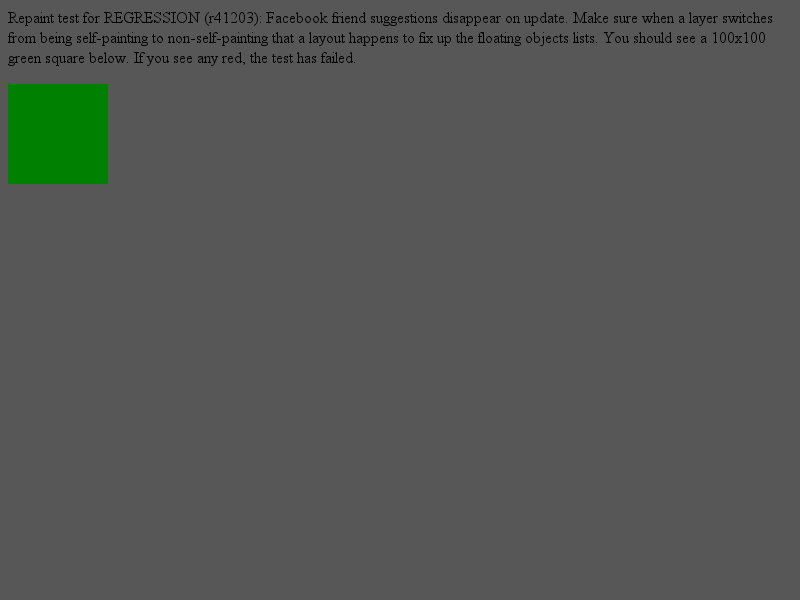 Repaint test for REGRESSION (r41203): Facebook friend suggestions disappear on update. Make sure when a layer switches
from being self-painting to non-self-painting that a layout happens to fix up the floating objects lists. You should see a 100x100
green square below. If you see any red, the test has failed.